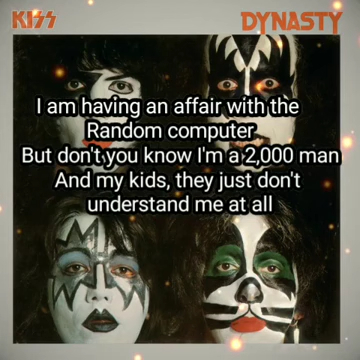 KISS DYNASTY
I am having an affair with the
Random computer
But don't you know I'm a 2,000 man
And my kids, they just don't
understand me at all